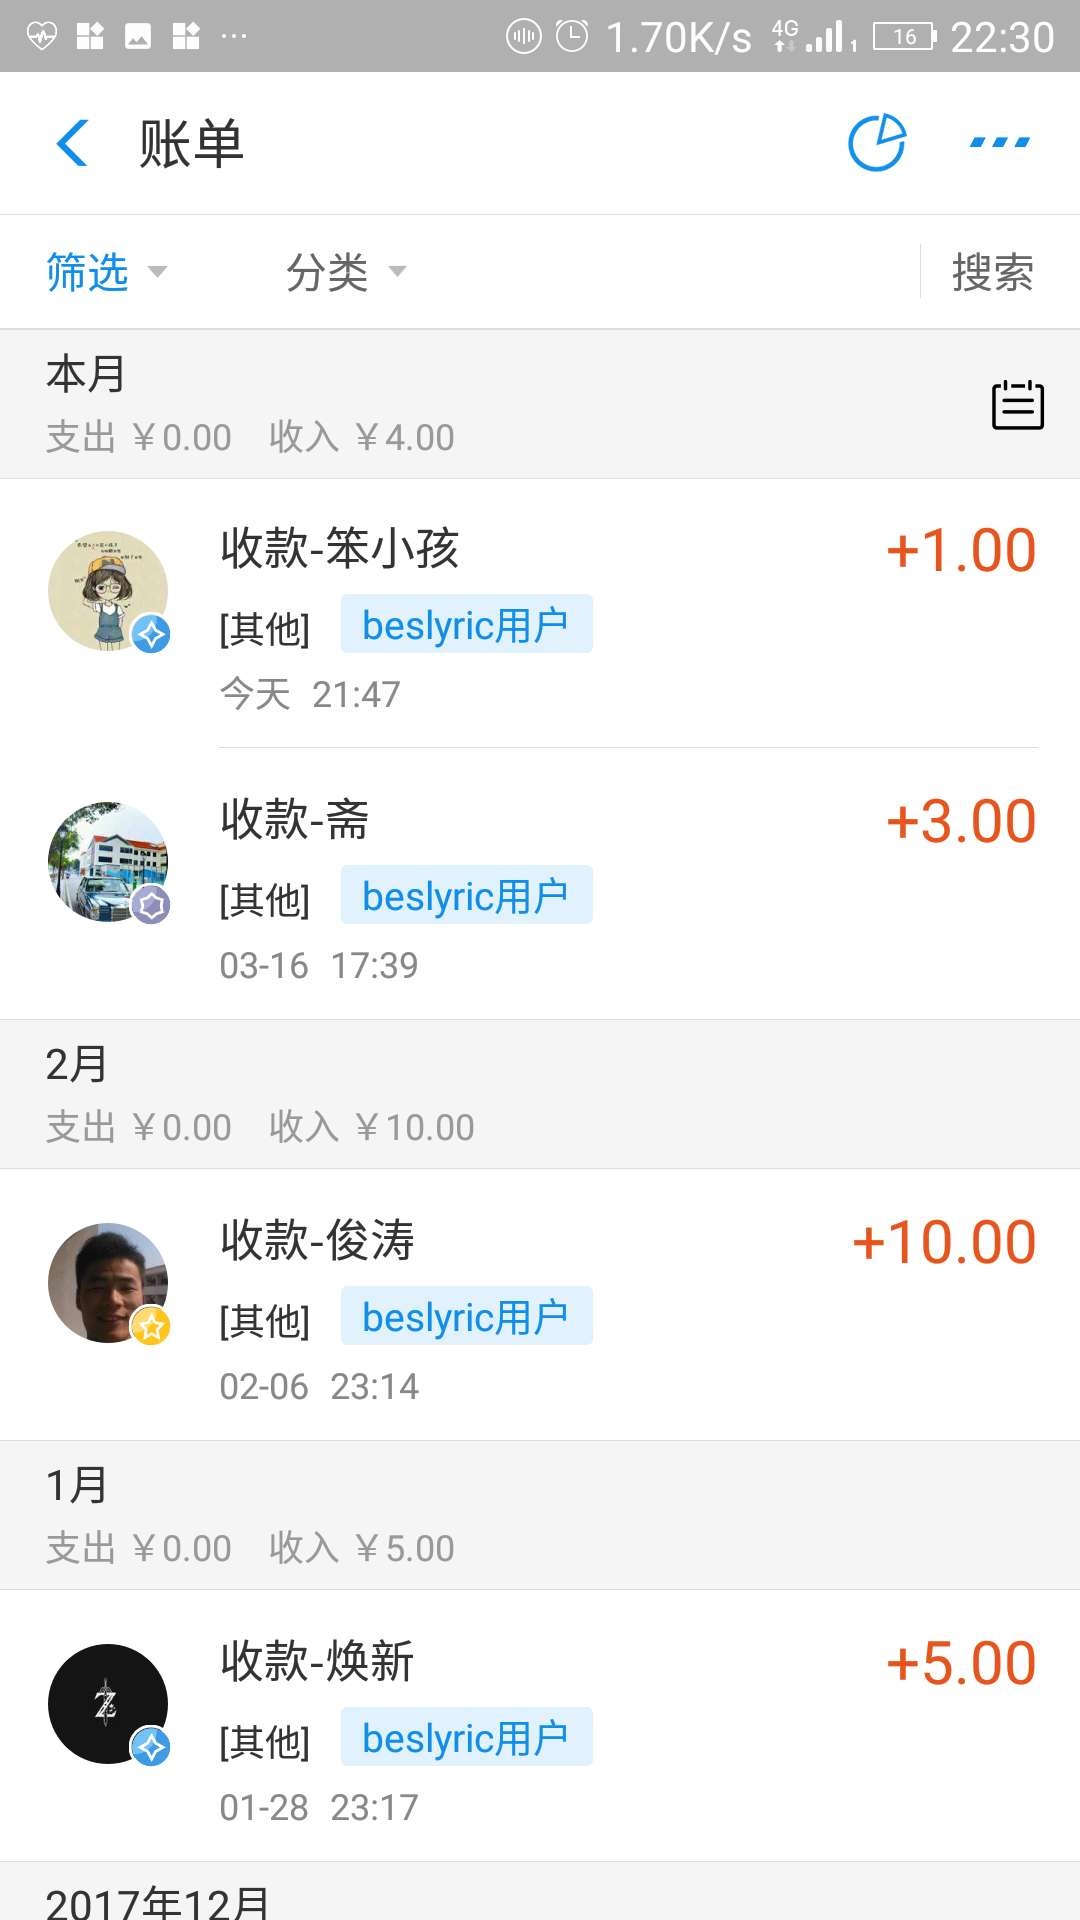 1.70K/s 4G 1 16 22:30
账单
筛选 分类 搜索
本月
支出 ￥0.00 收入 ￥4.00
收款-笨小孩 +1.00
[其他] beslyric用户
今天 21:47
收款-斋 +3.00
[其他] beslyric用户
03-16 17:39
2月
支出 ￥0.00 收入 ￥10.00
收款-俊涛 +10.00
[其他] beslyric用户
02-06 23:14
1月
支出 ￥0.00 收入 ￥5.00
收款-焕新 +5.00
[其他] beslyric用户
01-28 23:17
2017年12月